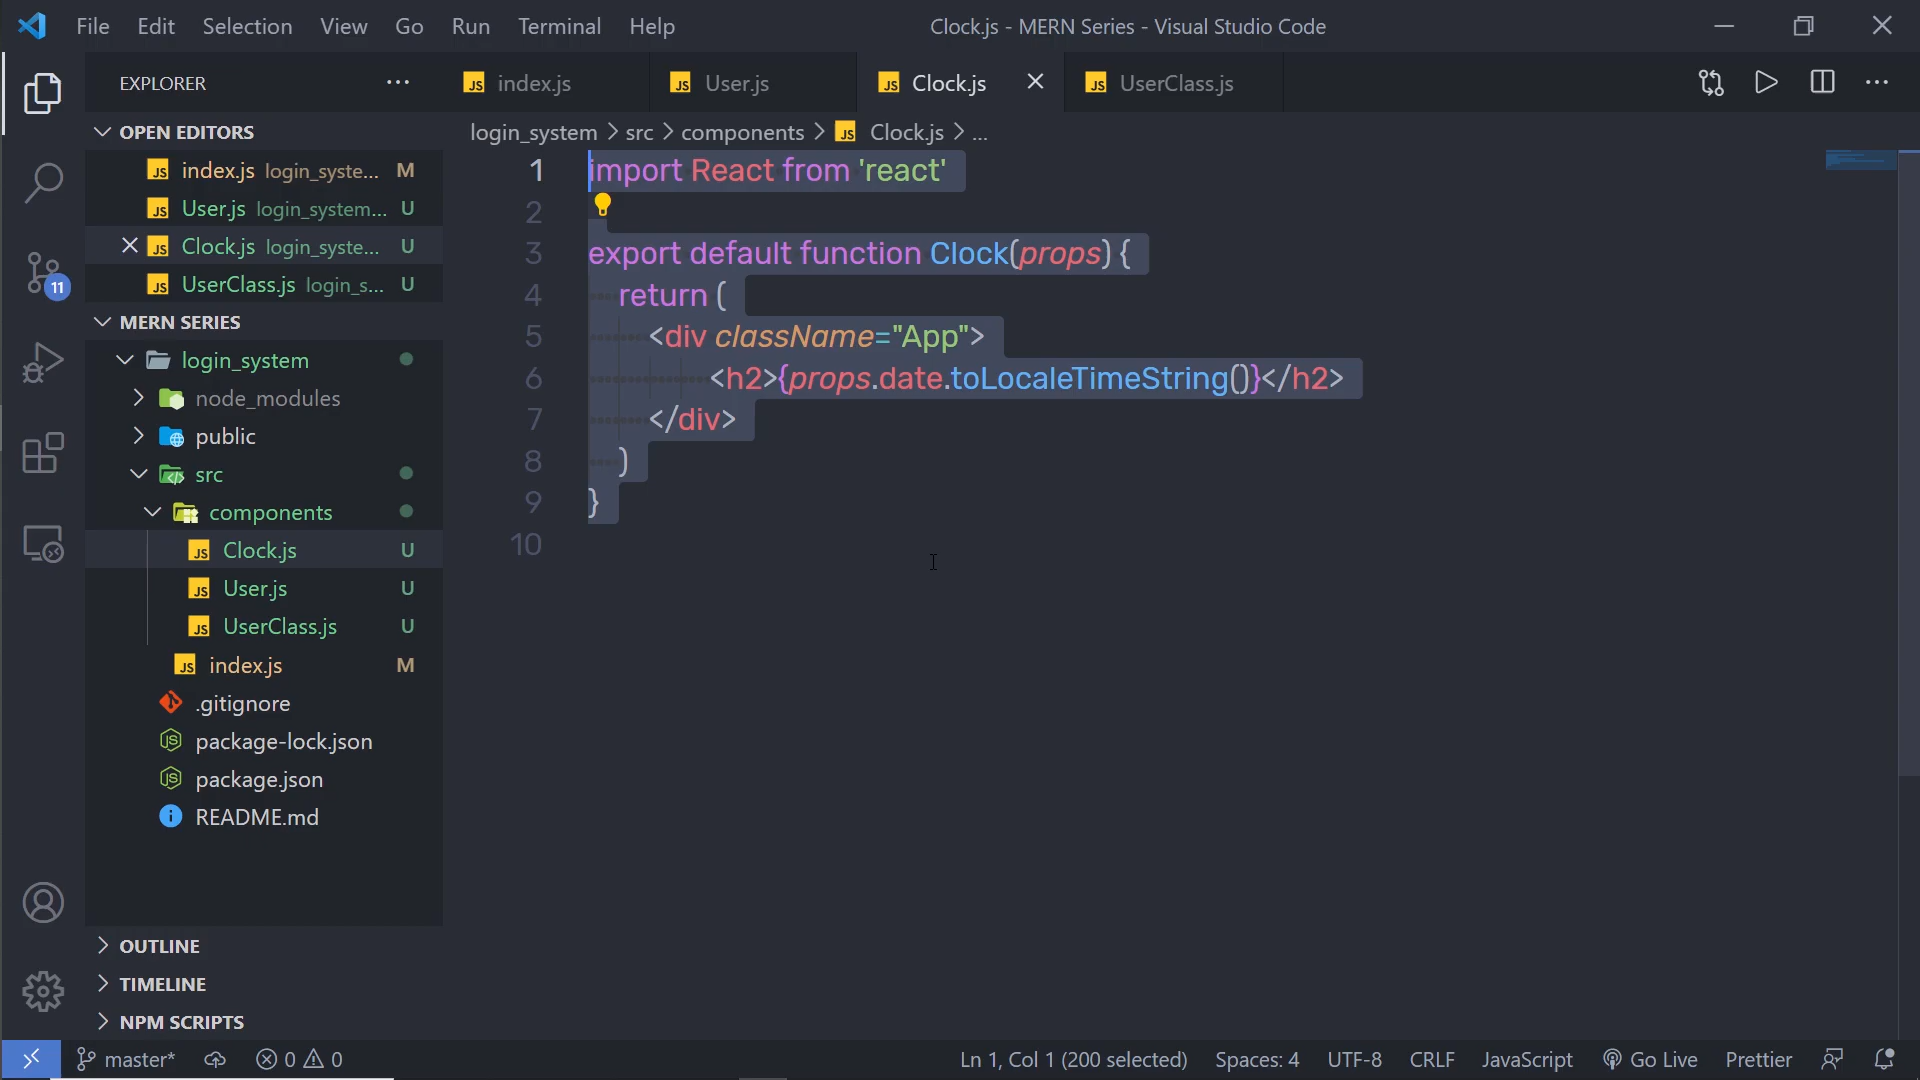 File Edit Selection View Go Run Terminal Help
Clock.js - MERN Series - Visual Studio Code
EXPLORER
index.js
User.js
Clock.js
UserClass.js
OPEN EDITORS
index.js login_syste... M
User.js login_system... U
Clock.js login_syste... U
UserClass.js login_s... U
MERN SERIES
login_system
node_modules
public
src
components
Clock.js U
User.js U
UserClass.js U
index.js M
.gitignore
package-lock.json
package.json
README.md
OUTLINE
TIMELINE
NPM SCRIPTS
11
login_system > src > components > JS Clock.js > ...
1 import React from 'react'
2
3 export default function Clock(props) {
4 return (
5 <div className="App">
6 <h2>{props.date.toLocaleTimeString()}</h2>
7 </div>
8 )
9 }
10
master* 0 0 Ln 1, Col 1 (200 selected) Spaces: 4 UTF-8 CRLF JavaScript Go Live Prettier